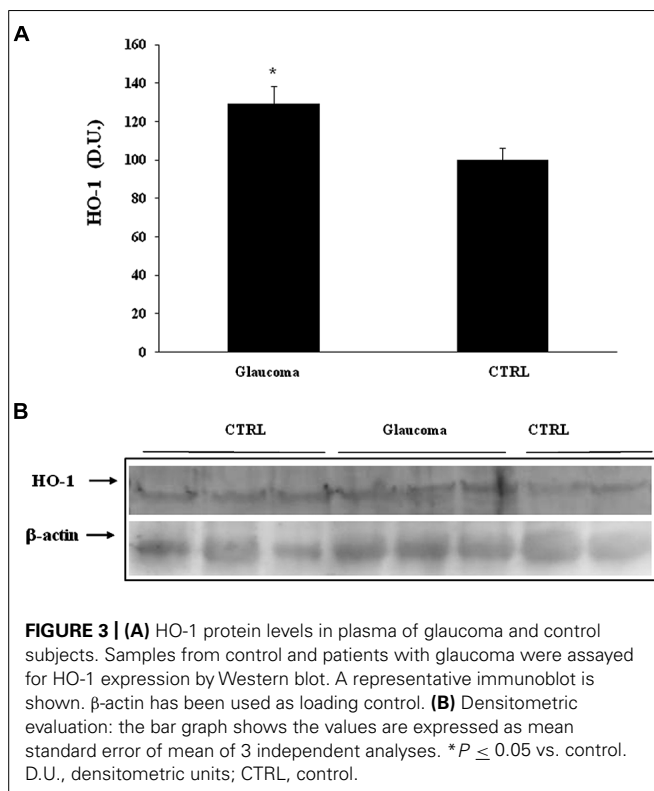 A
160
*
140
120
100
80
60
40
20
0
HO-1 (D.U.)
Glaucoma CTRL
B
CTRL Glaucoma CTRL
HO-1
β-actin
FIGURE 3 | (A) HO-1 protein levels in plasma of glaucoma and control
subjects. Samples from control and patients with glaucoma were assayed
for HO-1 expression by Western blot. A representative immunoblot is
shown. β-actin has been used as loading control. (B) Densitometric
evaluation: the bar graph shows the values are expressed as mean
standard error of mean of 3 independent analyses. *P ≤ 0.05 vs. control.
D.U., densitometric units; CTRL, control.